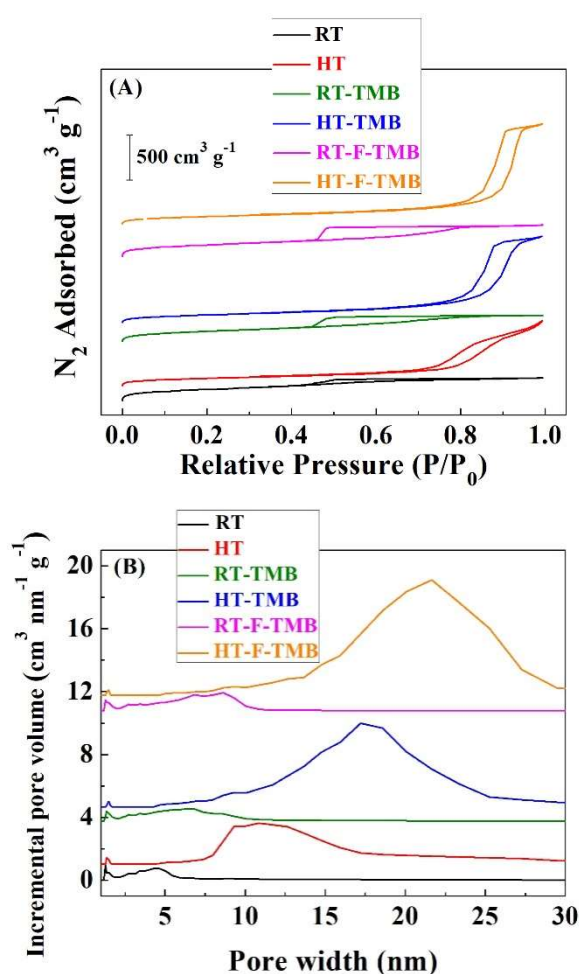 RT
HT
RT-TMB
HT-TMB
RT-F-TMB
HT-F-TMB
(A)
500 cm³ g⁻¹
N₂ Adsorbed (cm³ g⁻¹)
0.0 0.2 0.4 0.6 0.8 1.0
Relative Pressure (P/P₀)
RT
HT
RT-TMB
HT-TMB
RT-F-TMB
HT-F-TMB
(B)
Incremental pore volume (cm³ nm⁻¹ g⁻¹)
20
16
12
8
4
0
5 10 15 20 25 30
Pore width (nm)